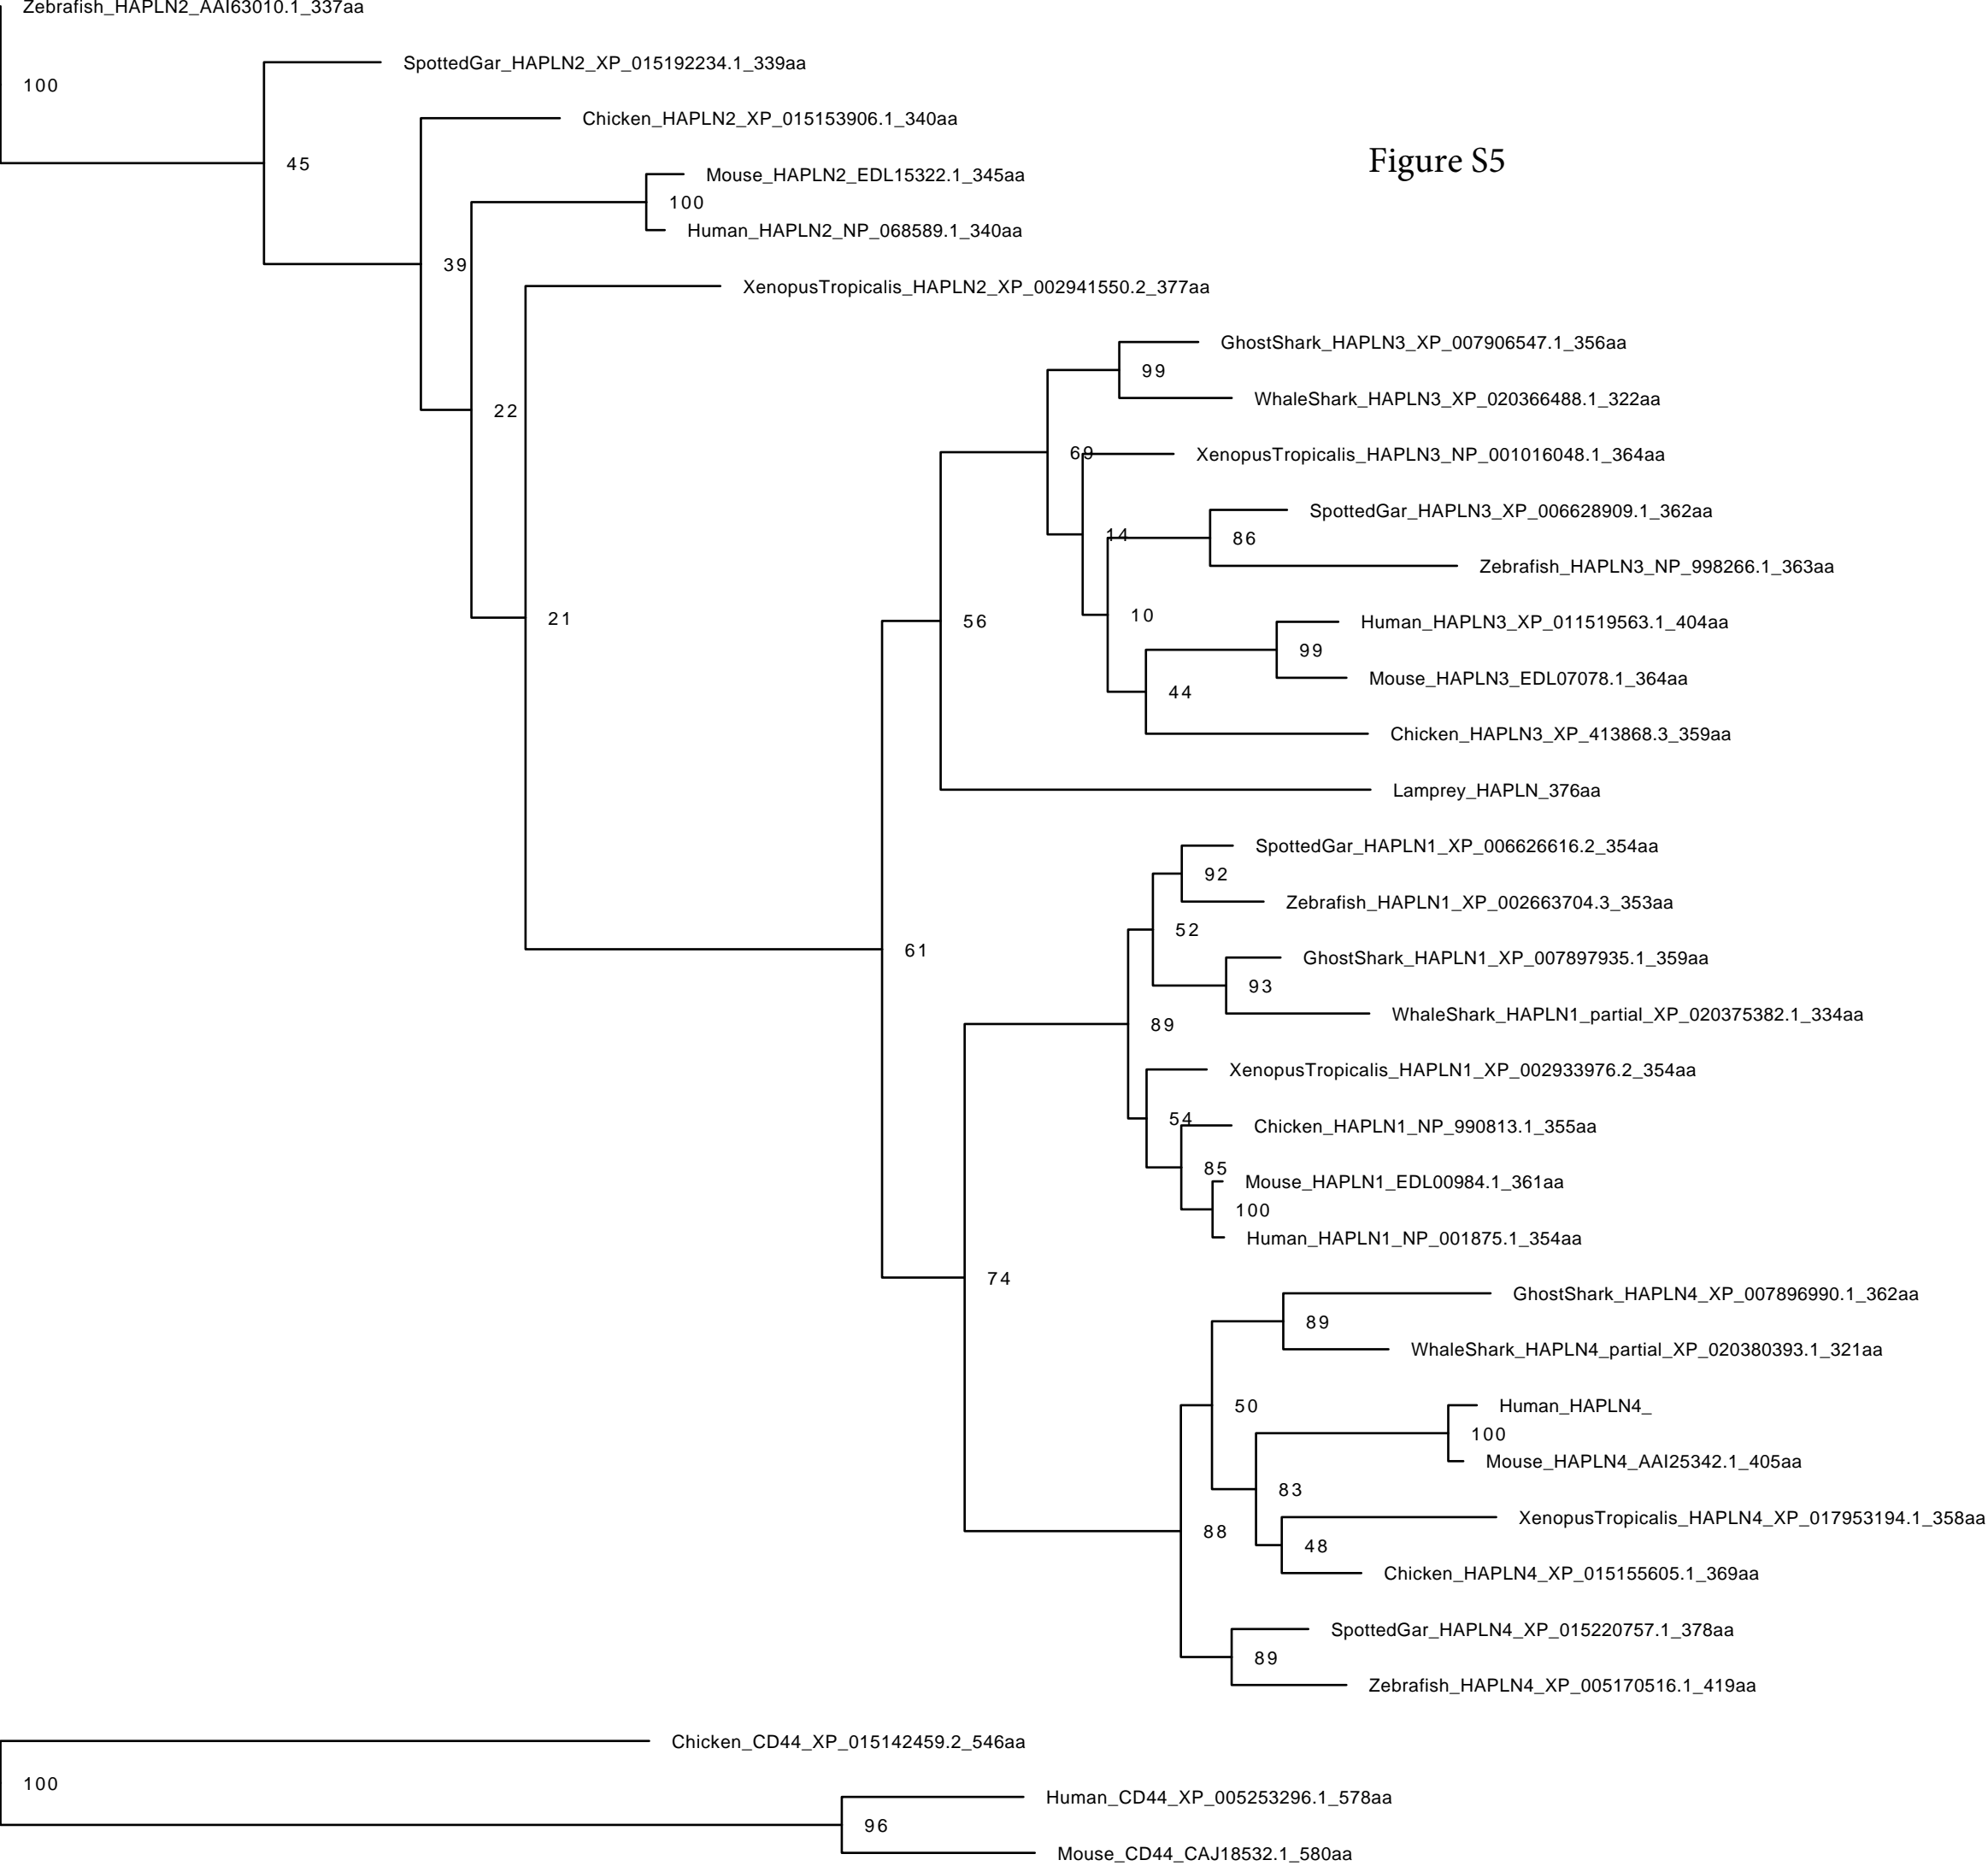 Zebrafish_HAPLN2_AAI63010.1_337aa
SpottedGar_HAPLN2_XP_015192234.1_339aa
100
Chicken_HAPLN2_XP_015153906.1_340aa
Figure S5
45
Mouse_HAPLN2_EDL15322.1_345aa
100
Human_HAPLN2_NP_068589.1_340aa
39
XenopusTropicalis_HAPLN2_XP_002941550.2_377aa
GhostShark_HAPLN3_XP_007906547.1_356aa
99
WhaleShark_HAPLN3_XP_020366488.1_322aa
22
69
XenopusTropicalis_HAPLN3_NP_001016048.1_364aa
SpottedGar_HAPLN3_XP_006628909.1_362aa
14
86
Zebrafish_HAPLN3_NP_998266.1_363aa
10
21
56
Human_HAPLN3_XP_011519563.1_404aa
99
Mouse_HAPLN3_EDL07078.1_364aa
44
Chicken_HAPLN3_XP_413868.3_359aa
Lamprey_HAPLN_376aa
SpottedGar_HAPLN1_XP_006626616.2_354aa
92
Zebrafish_HAPLN1_XP_002663704.3_353aa
52
61
GhostShark_HAPLN1_XP_007897935.1_359aa
93
WhaleShark_HAPLN1_partial_XP_020375382.1_334aa
89
XenopusTropicalis_HAPLN1_XP_002933976.2_354aa
54
Chicken_HAPLN1_NP_990813.1_355aa
85
Mouse_HAPLN1_EDL00984.1_361aa
100
Human_HAPLN1_NP_001875.1_354aa
74
GhostShark_HAPLN4_XP_007896990.1_362aa
89
WhaleShark_HAPLN4_partial_XP_020380393.1_321aa
50
Human_HAPLN4_
100
Mouse_HAPLN4_AAI25342.1_405aa
83
XenopusTropicalis_HAPLN4_XP_017953194.1_358aa
88
48
Chicken_HAPLN4_XP_015155605.1_369aa
SpottedGar_HAPLN4_XP_015220757.1_378aa
89
Zebrafish_HAPLN4_XP_005170516.1_419aa
Chicken_CD44_XP_015142459.2_546aa
100
Human_CD44_XP_005253296.1_578aa
96
Mouse_CD44_CAJ18532.1_580aa